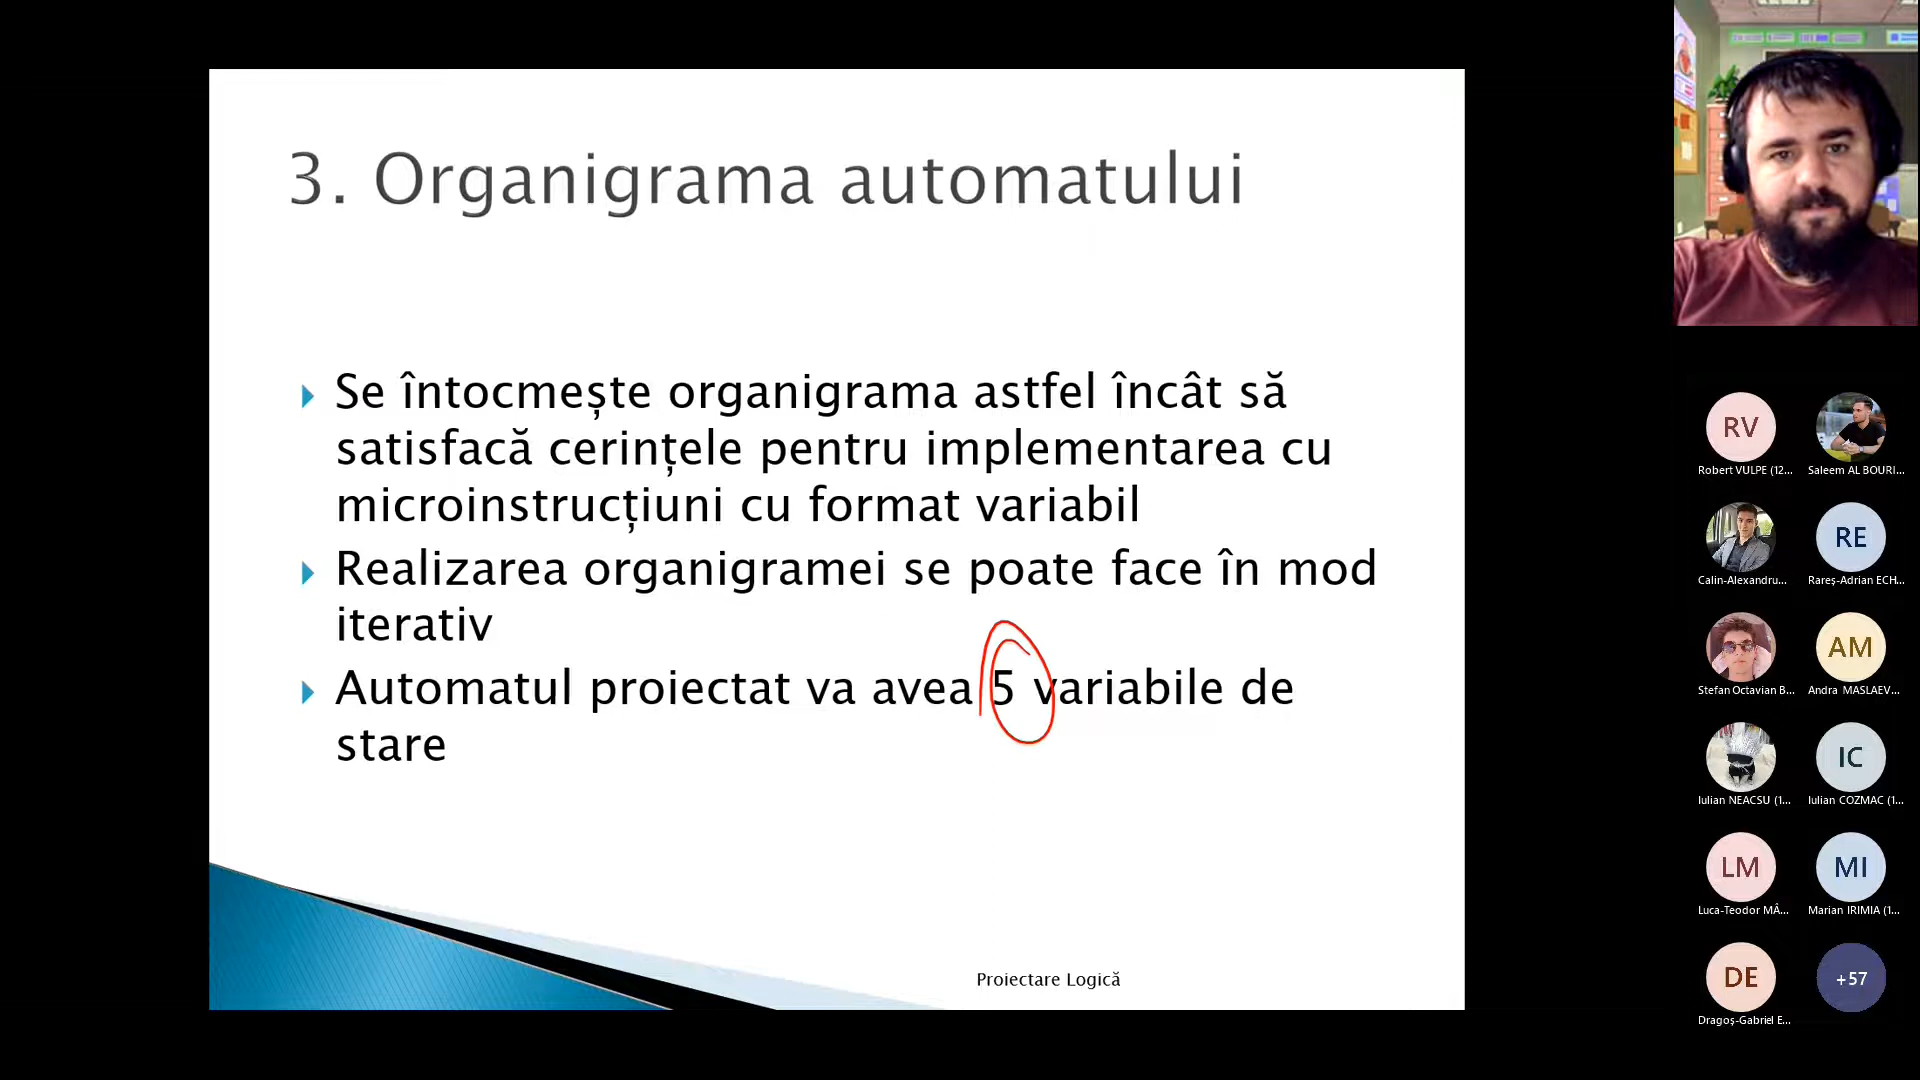 3. Organigrama automatului
Se întocmește organigrama astfel încât să
satisfacă cerințele pentru implementarea cu
microinstrucțiuni cu format variabil
Realizarea organigramei se poate face în mod
iterativ
Automatul proiectat va avea 5 variabile de
stare
Proiectare Logică
RV
Robert VULPE (12...
Saleem AL BOURI...
Calin-Alexandru...
RE
Rareș-Adrian ECH...
Stefan Octavian B...
AM
Andra MASLAEV...
Iulian NEACSU (1...
IC
Iulian COZMAC (1...
LM
Luca-Teodor MÂ...
MI
Marian IRIMIA (1...
DE
Dragoș-Gabriel E...
+57